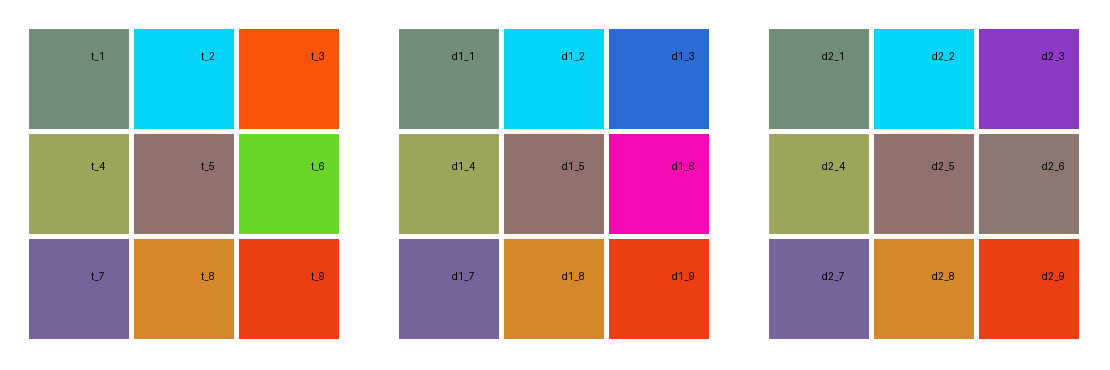 t_1 t_2 t_3 d1_1 d1_2 d1_3 d2_1 d2_2 d2_3
t_4 t_5 t_6 d1_4 d1_5 d1_6 d2_4 d2_5 d2_6
t_7 t_8 t_9 d1_7 d1_8 d1_9 d2_7 d2_8 d2_9